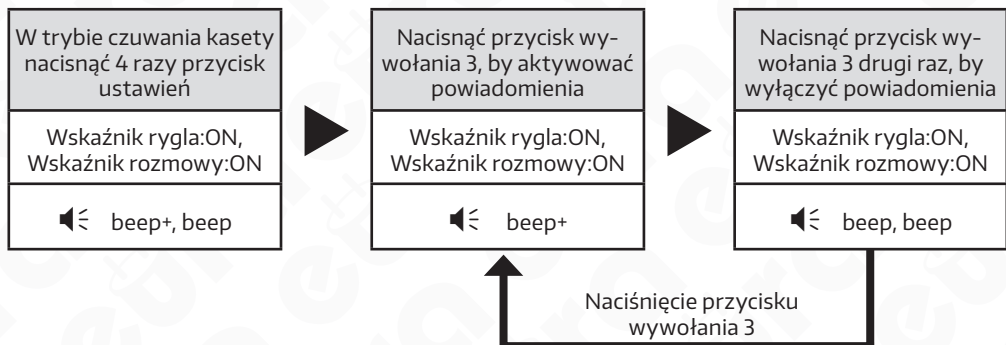 W trybie czuwania kasety
nacisnąć 4 razy przycisk
ustawień
Wskaźnik rygla:ON,
Wskaźnik rozmowy:ON
beep+, beep
Nacisnąć przycisk wy-
wołania 3, by aktywować
powiadomienia
Wskaźnik rygla:ON,
Wskaźnik rozmowy:ON
beep+
Nacisnąć przycisk wy-
wołania 3 drugi raz, by
wyłączyć powiadomienia
Wskaźnik rygla:ON,
Wskaźnik rozmowy:ON
beep, beep
Naciśnięcie przycisku
wywołania 3